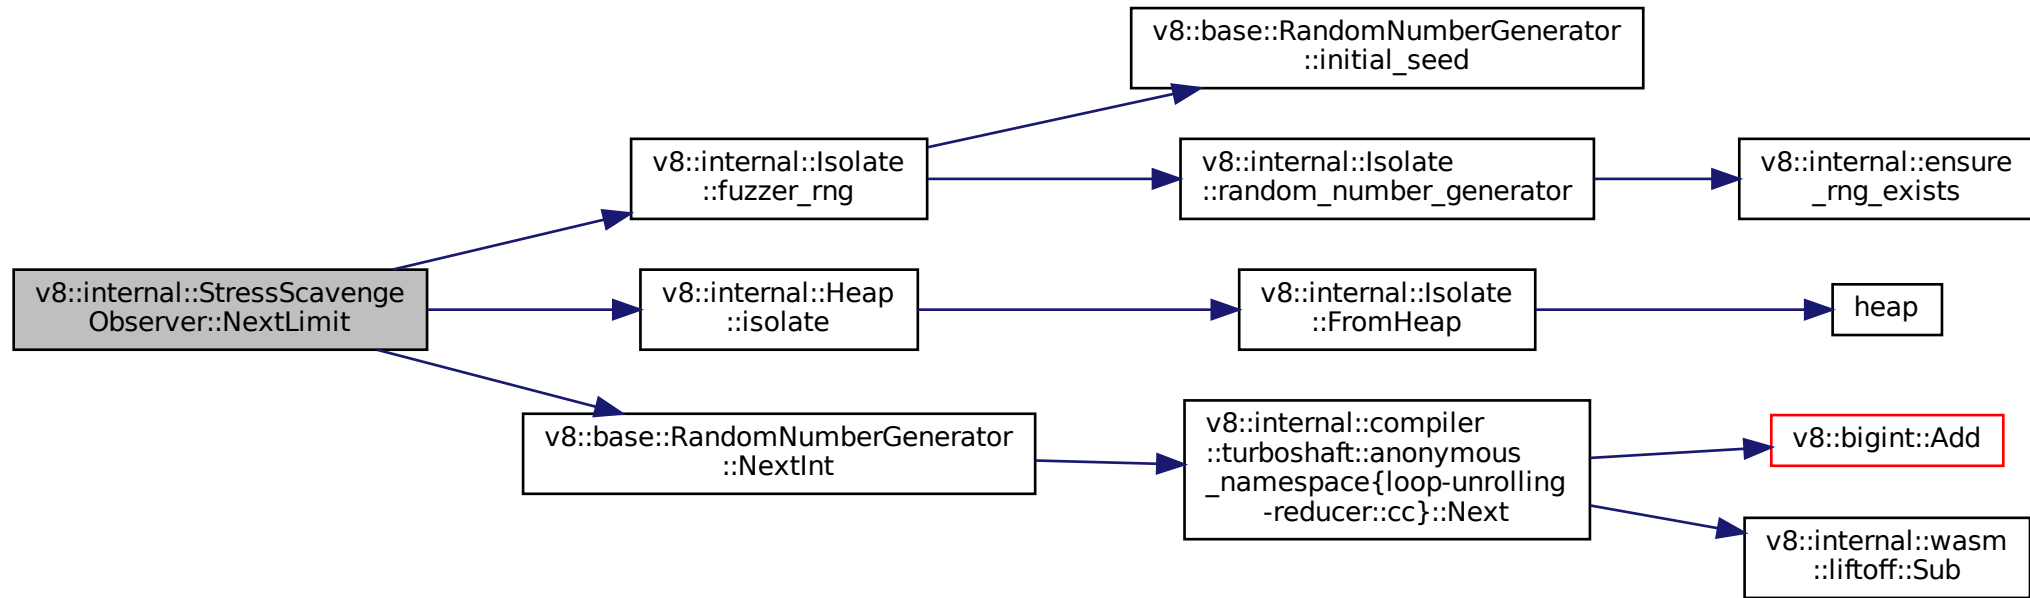 v8::base::RandomNumberGenerator
::initial_seed
v8::internal::Isolate
::fuzzer_rng
v8::internal::Isolate
::random_number_generator
v8::internal::ensure
_rng_exists
v8::internal::StressScavenge
Observer::NextLimit
v8::internal::Heap
::isolate
v8::internal::Isolate
::FromHeap
heap
v8::base::RandomNumberGenerator
::NextInt
v8::internal::compiler
::turboshaft::anonymous
_namespace{loop-unrolling
-reducer::cc}::Next
v8::bigint::Add
v8::internal::wasm
::liftoff::Sub